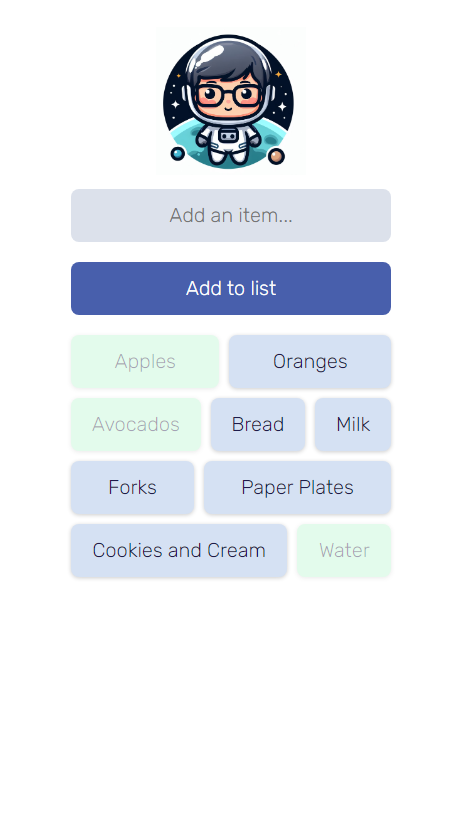 Add an item...
Add to list
Apples Oranges
Avocados Bread Milk
Forks Paper Plates
Cookies and Cream Water